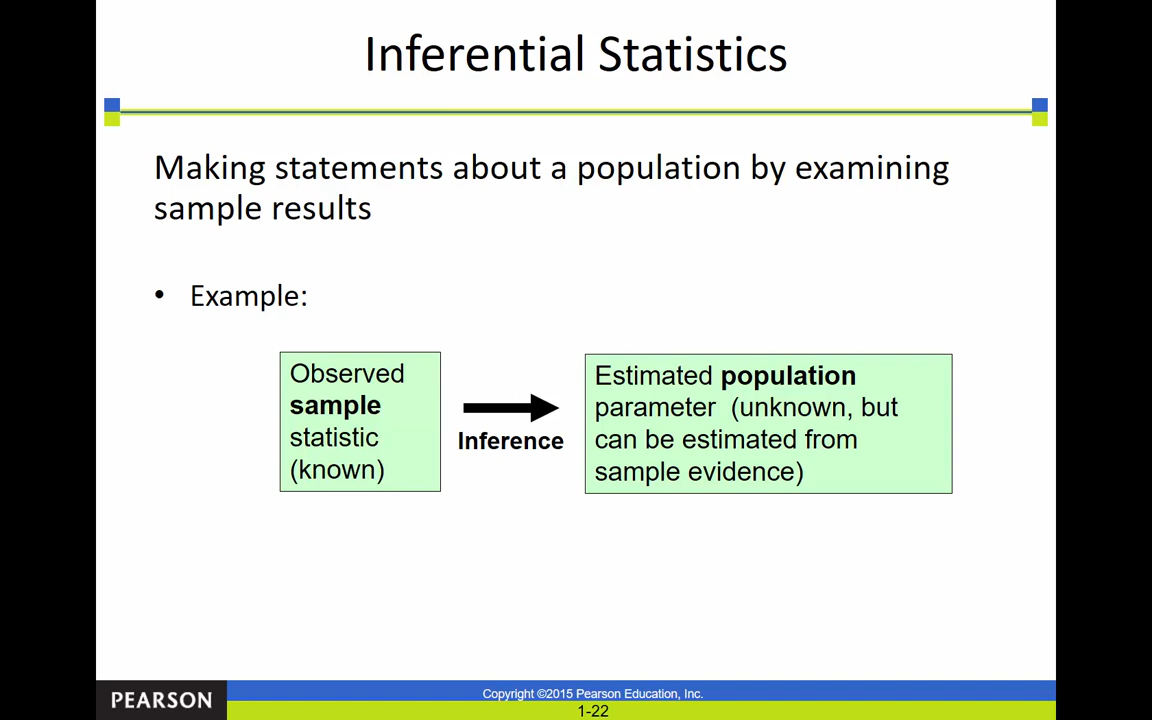 Inferential Statistics
Making statements about a population by examining
sample results
• Example:
Observed
sample
statistic
(known)
Inference
Estimated population
parameter (unknown, but
can be estimated from
sample evidence)
PEARSON
Copyright ©2015 Pearson Education, Inc.
1-22